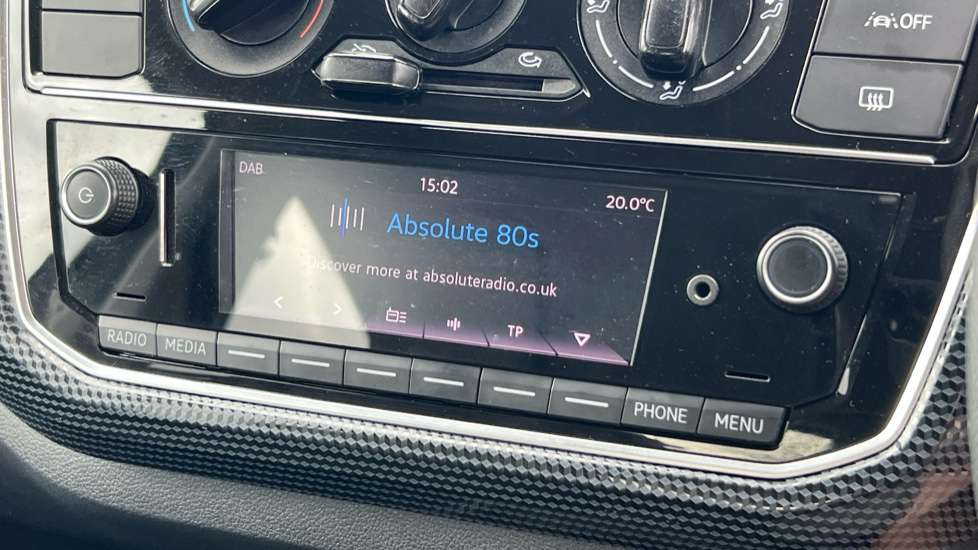 OFF
DAB
15:02
20.0°C
Absolute 80s
Discover more at absoluteradio.co.uk
TP
RADIO
MEDIA
PHONE
MENU